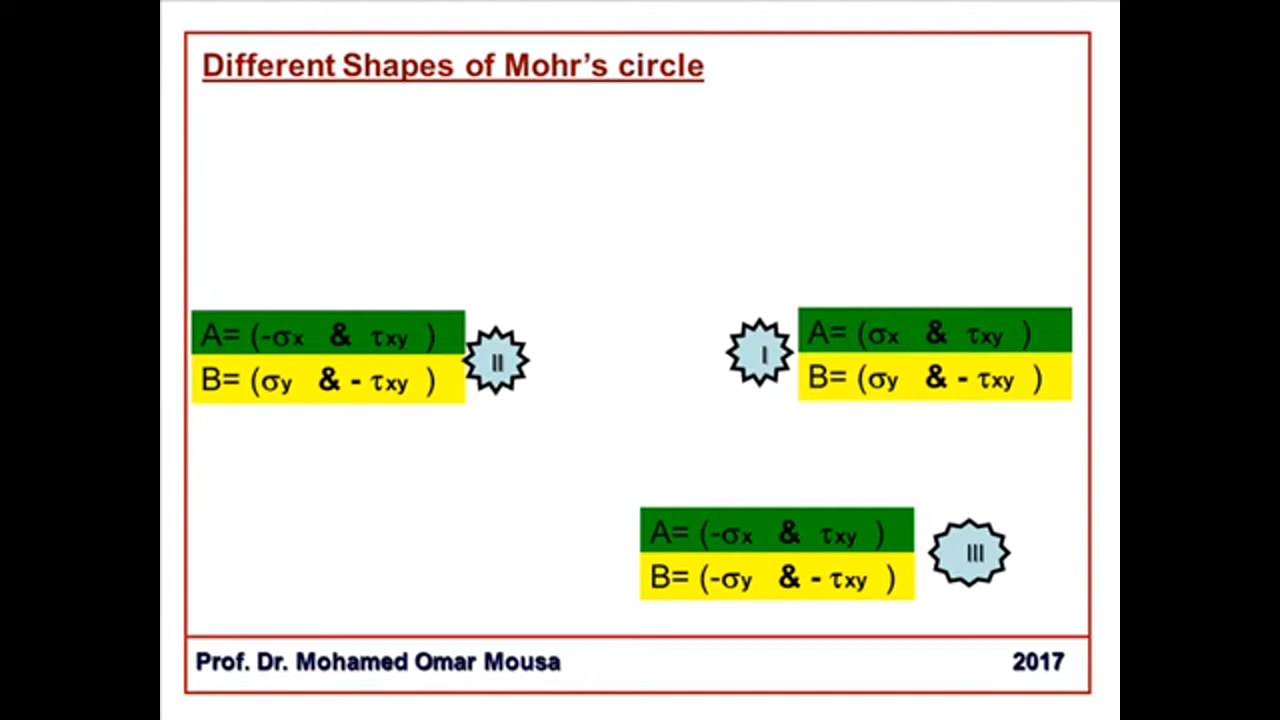 Different Shapes of Mohr's circle
A= (-σx & τxy )
B= (σy & - τxy )
II
I
A= (σx & τxy )
B= (σy & - τxy )
A= (-σx & τxy )
B= (-σy & - τxy )
III
Prof. Dr. Mohamed Omar Mousa
2017